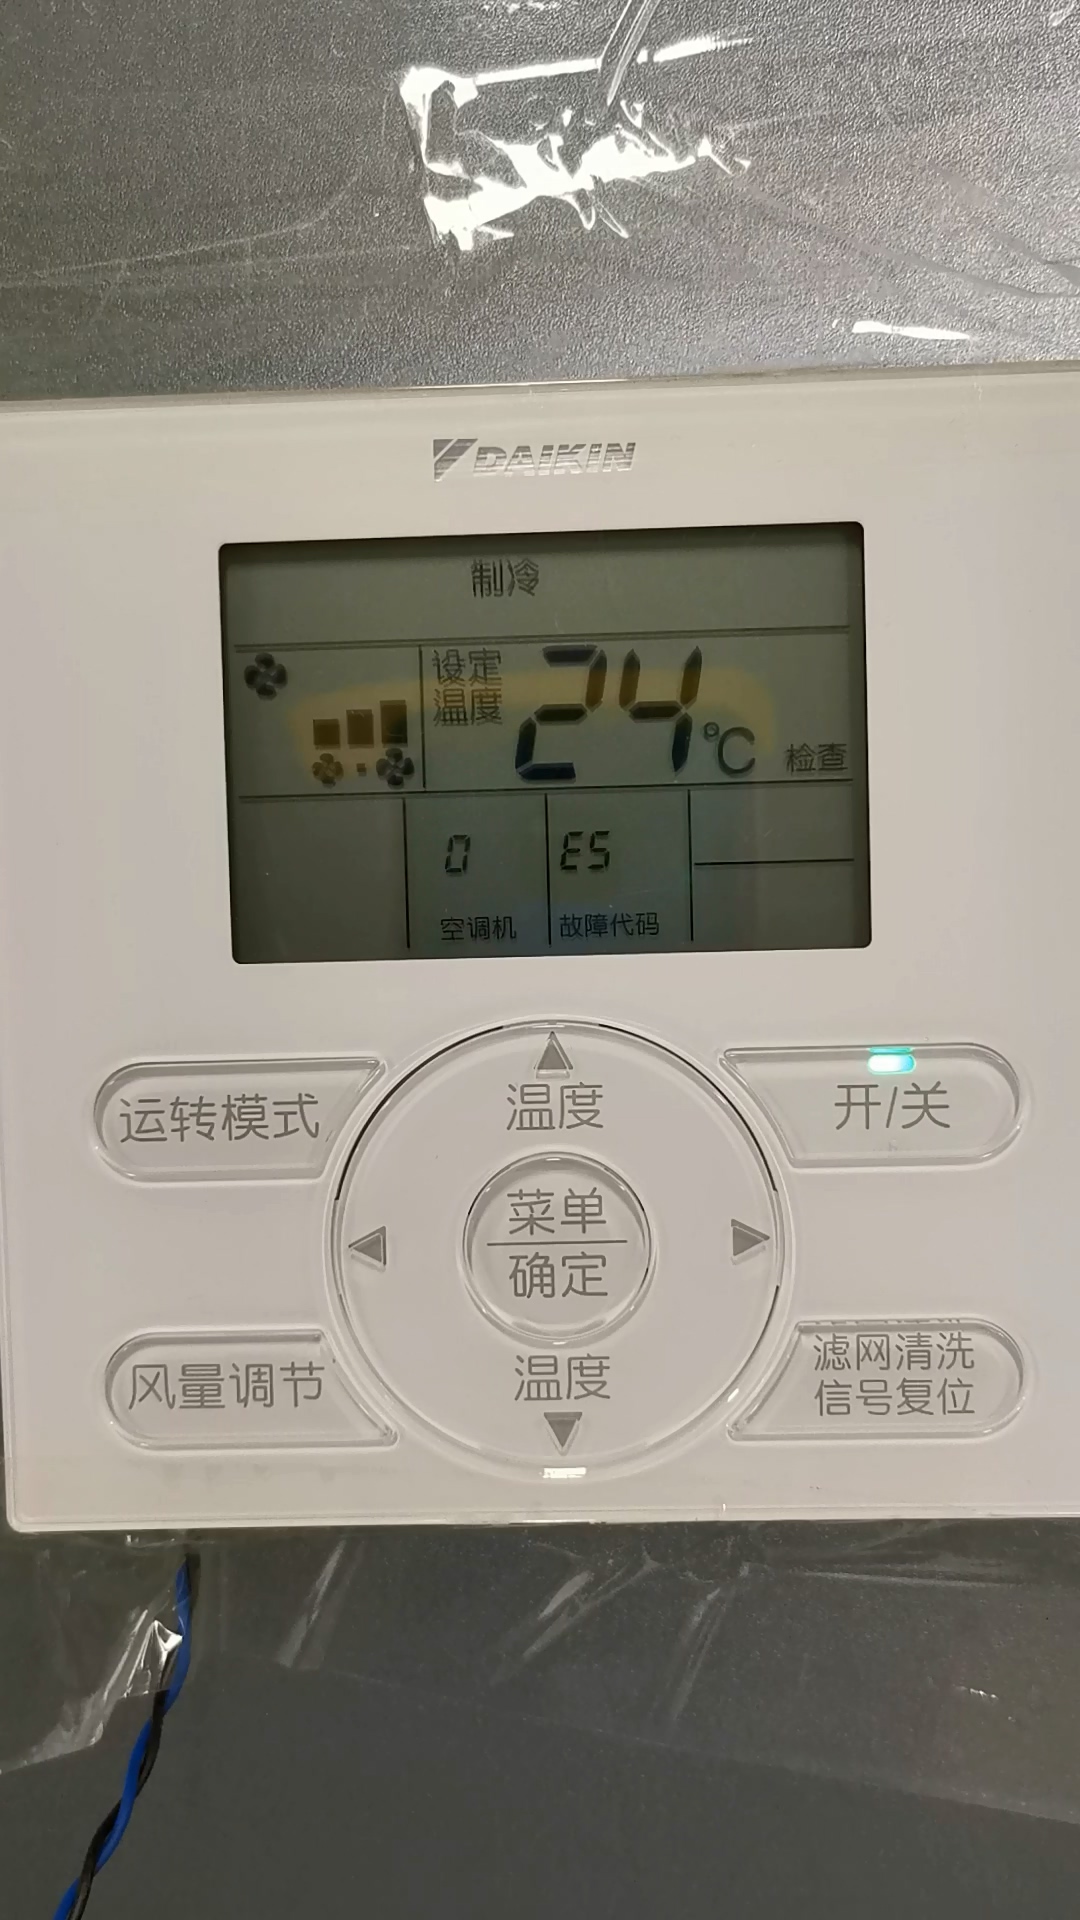 DAIKIN
制冷
设定
温度
24
°C
检查
0
E5
空调机
故障代码
运转模式
温度
开/关
菜单
确定
风量调节
温度
滤网清洗
信号复位